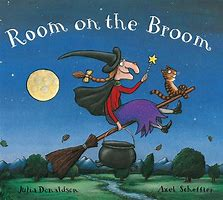 Room on the Broom
Julia Donaldson
Axel Scheffler